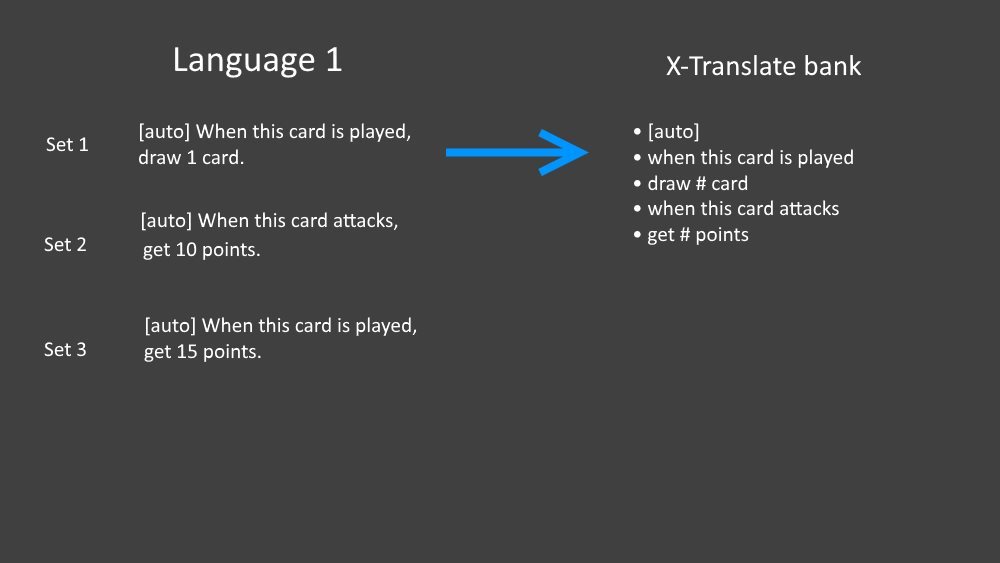 Language 1
X-Translate bank
Set 1
[auto] When this card is played,
draw 1 card.
Set 2
[auto] When this card attacks,
get 10 points.
Set 3
[auto] When this card is played,
get 15 points.
• [auto]
• when this card is played
• draw # card
• when this card attacks
• get # points